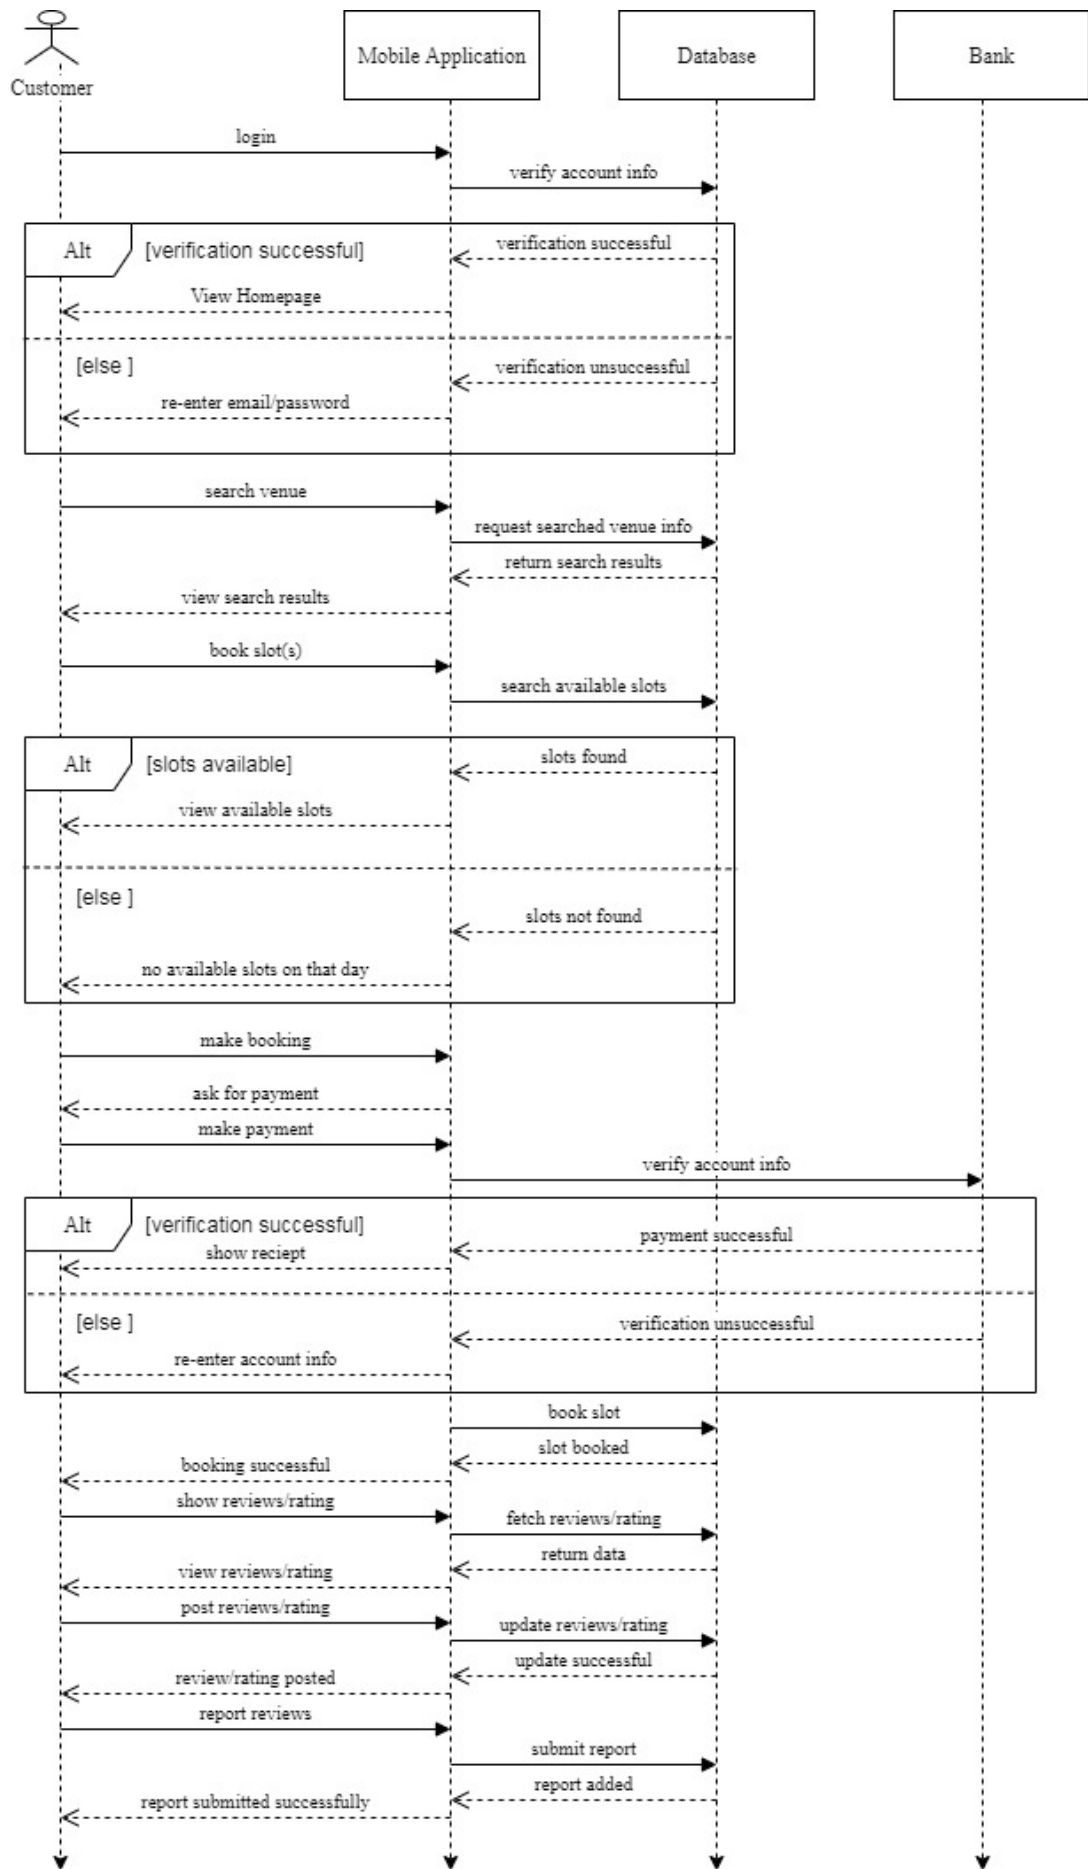 Customer
Mobile Application
Database
Bank
login
verify account info
Alt
[verification successful]
verification successful
View Homepage
[else ]
verification unsuccessful
re-enter email/password
search venue
request searched venue info
return search results
view search results
book slot(s)
search available slots
Alt
[slots available]
slots found
view available slots
[else ]
slots not found
no available slots on that day
make booking
ask for payment
make payment
verify account info
Alt
[verification successful]
payment successful
show reciept
[else ]
verification unsuccessful
re-enter account info
book slot
slot booked
booking successful
show reviews/rating
fetch reviews/rating
return data
view reviews/rating
post reviews/rating
update reviews/rating
update successful
review/rating posted
report reviews
submit report
report added
report submitted successfully